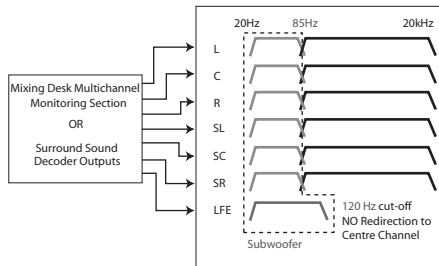 20Hz 85Hz 20kHz
L
C
R
SL
SC
SR
LFE
Mixing Desk Multichannel
Monitoring Section
OR
Surround Sound
Decoder Outputs
120 Hz cut-off
NO Redirection to
Centre Channel
Subwoofer